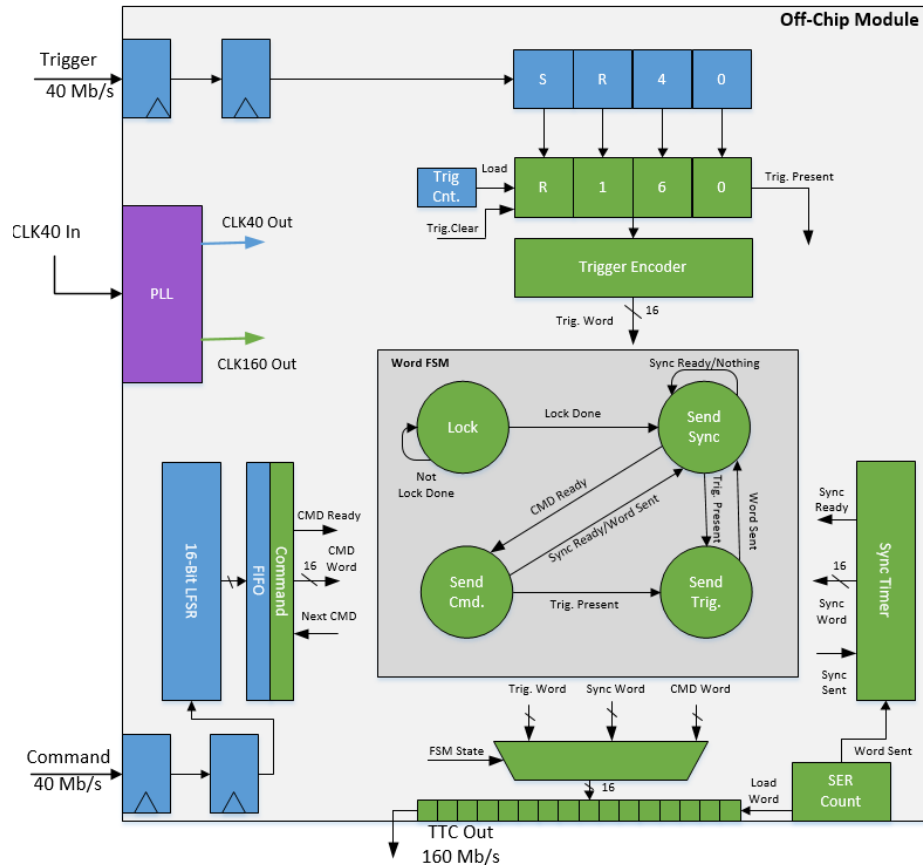 Off-Chip Module
Trigger
40 Mb/s
S R 4 0
Trig
Cnt.
Load
R 1 6 0
Trig. Present
Trig.Clear
CLK40 In
PLL
CLK40 Out
CLK160 Out
Trigger Encoder
Trig. Word
16
Word FSM
Sync Ready/Nothing
Lock
Lock Done
Send
Sync
Not
Lock Done
CMD Ready
Sync Ready/Word Sent
Trig.
Present
Word Sent
Send
Cmd.
Trig. Present
Send
Trig.
16-Bit LFSR
FIFO
Command
CMD Ready
CMD
Word
16
Next CMD
Sync
Ready
16
Sync
Word
Sync
Sent
Sync Timer
Trig. Word
Sync Word
CMD Word
FSM State
16
Command
40 Mb/s
Word Sent
Load
Word
SER
Count
TTC Out
160 Mb/s